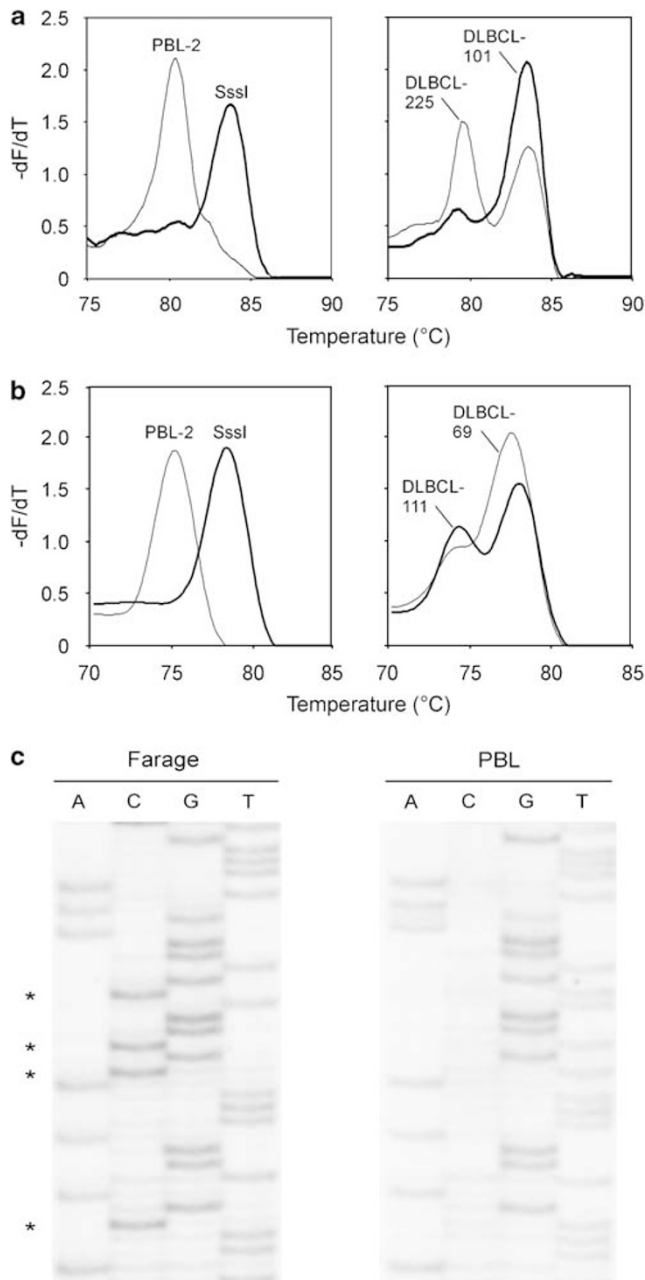 a
2.5
2.0
1.5
1.0
0.5
0
-dF/dT
PBL-2
SssI
75 80 85 90
Temperature (°C)
DLBCL-
101
DLBCL-
225
75 80 85 90
Temperature (°C)
b
2.5
2.0
1.5
1.0
0.5
0
-dF/dT
PBL-2 SssI
70 75 80 85
Temperature (°C)
DLBCL-
69
DLBCL-
111
70 75 80 85
Temperature (°C)
c
Farage
A C G T
*
*
*
*
PBL
A C G T